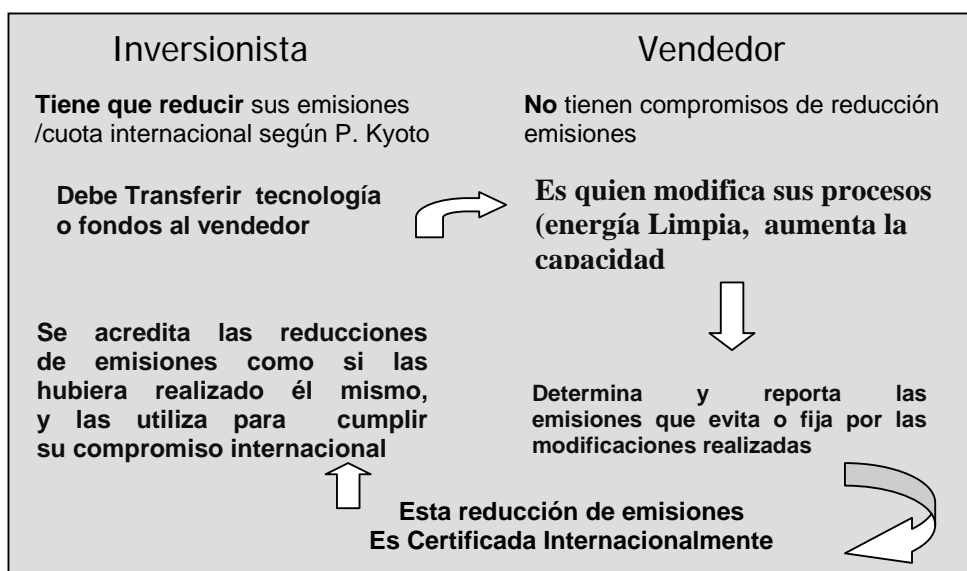 Inversionista
Tiene que reducir sus emisiones
/cuota internacional según P. Kyoto
Debe Transferir tecnología
o fondos al vendedor
Se acredita las reducciones
de emisiones como si las
hubiera realizado él mismo,
y las utiliza para cumplir
su compromiso internacional
Vendedor
No tienen compromisos de reducción
emisiones
Es quien modifica sus procesos
(energía Limpia, aumenta la
capacidad
Determina y reporta las
emisiones que evita o fija por las
modificaciones realizadas
Esta reducción de emisiones
Es Certificada Internacionalmente